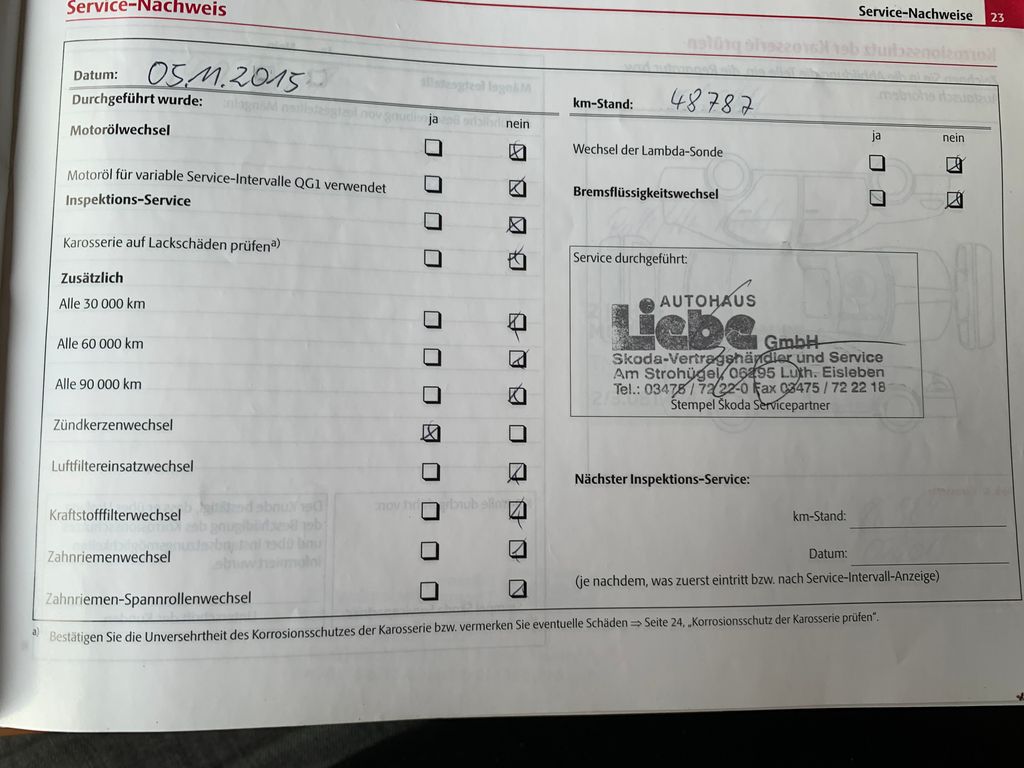 Service-Nachweis
Service-Nachweise 23
Datum: 05.11.2015
Durchgeführt wurde:
ja nein
Motorölwechsel
Motoröl für variable Service-Intervalle QG1 verwendet
Inspektions-Service
Karosserie auf Lackschäden prüfen a)
Zusätzlich
Alle 30 000 km
Alle 60 000 km
Alle 90 000 km
Zündkerzenwechsel
Luftfiltereinsatzwechsel
Kraftstofffilterwechsel
Zahnriemenwechsel
Zahnriemen-Spannrollenwechsel
km-Stand: 48787
ja nein
Wechsel der Lambda-Sonde
Bremsflüssigkeitswechsel
Service durchgeführt:
AUTOHAUS
Liebe GmbH
Skoda-Vertragshändler und Service
Am Strohügel, 06295 Luth. Eisleben
Tel.: 03475 / 72 22-0 Fax 03475 / 72 22 18
Stempel Škoda Servicepartner
Nächster Inspektions-Service:
km-Stand:
Datum:
(je nachdem, was zuerst eintritt bzw. nach Service-Intervall-Anzeige)
a) Bestätigen Sie die Unversehrtheit des Korrosionsschutzes der Karosserie bzw. vermerken Sie eventuelle Schäden ⇒ Seite 24, „Korrosionsschutz der Karosserie prüfen".